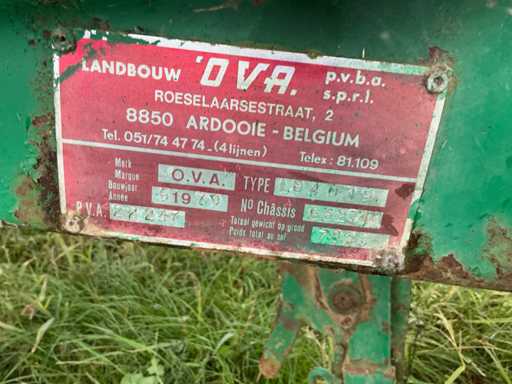 LANDBOUW 'OVA. p.v.b.a.
s.p.r.l.
ROESELAARSESTRAAT, 2
8850 ARDOOIE - BELGIUM
Tel. 051/74 47 74_(4 lijnen) Telex: 81.109
Merk
Marque O.V.A. TYPE
Bouwjaar
Année No Châssis
P.V.A. Totaal gewicht op grond
Poids total au sol